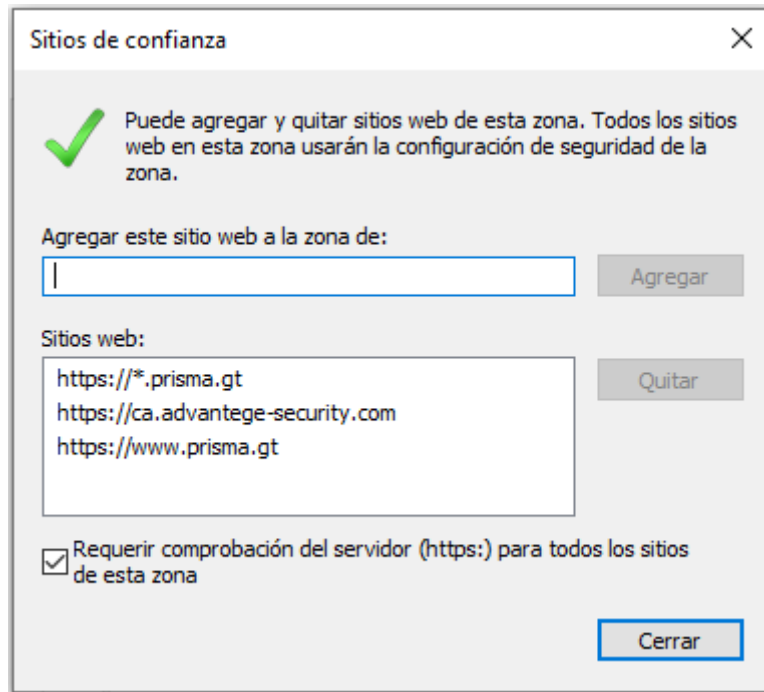 Sitios de confianza
Puede agregar y quitar sitios web de esta zona. Todos los sitios
web en esta zona usarán la configuración de seguridad de la
zona.
Agregar este sitio web a la zona de:
Agregar
Sitios web:
https://*.prisma.gt
https://ca.advantege-security.com
https://www.prisma.gt
Quitar
Requerir comprobación del servidor (https:) para todos los sitios
de esta zona
Cerrar